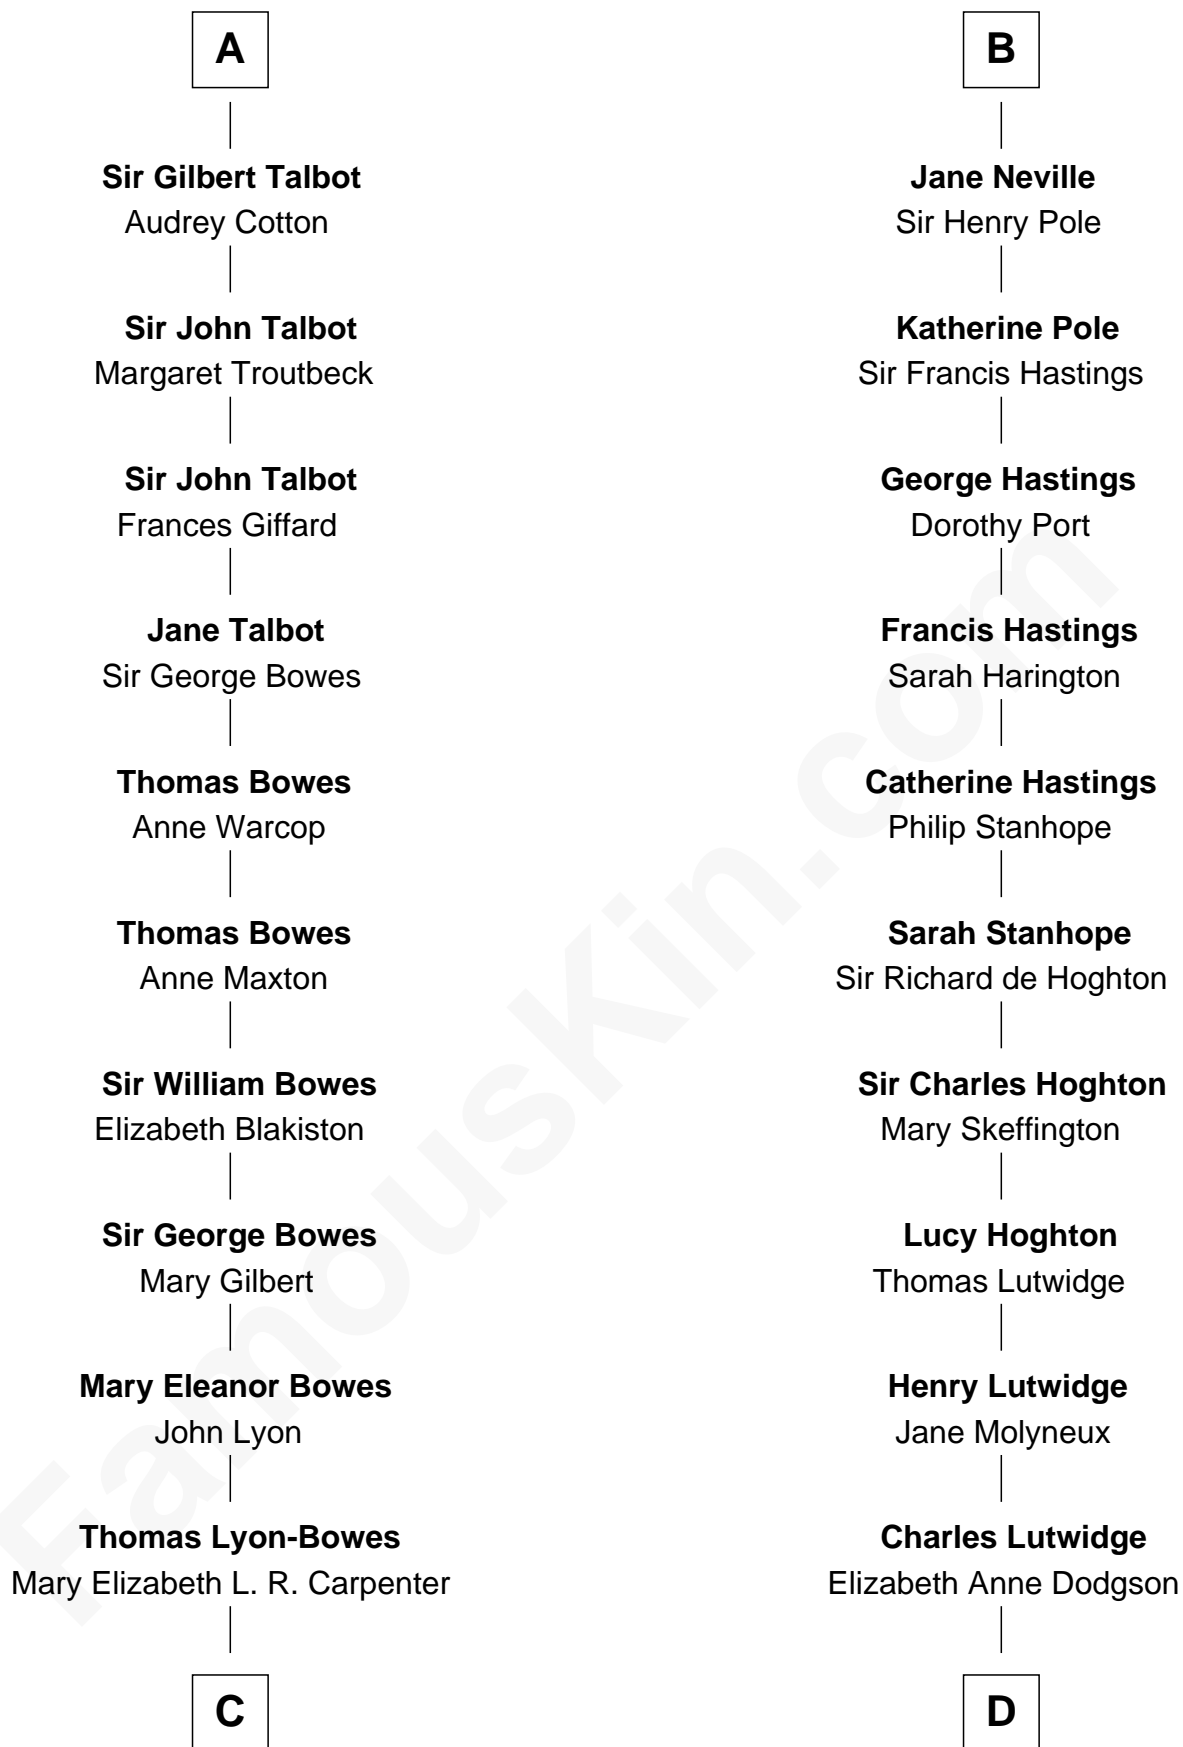 A
Sir Gilbert Talbot
Audrey Cotton
Sir John Talbot
Margaret Troutbeck
Sir John Talbot
Frances Giffard
Jane Talbot
Sir George Bowes
Thomas Bowes
Anne Warcop
Thomas Bowes
Anne Maxton
Sir William Bowes
Elizabeth Blakiston
Sir George Bowes
Mary Gilbert
Mary Eleanor Bowes
John Lyon
Thomas Lyon-Bowes
Mary Elizabeth L. R. Carpenter
C
B
Jane Neville
Sir Henry Pole
Katherine Pole
Sir Francis Hastings
George Hastings
Dorothy Port
Francis Hastings
Sarah Harington
Catherine Hastings
Philip Stanhope
Sarah Stanhope
Sir Richard de Hoghton
Sir Charles Hoghton
Mary Skeffington
Lucy Hoghton
Thomas Lutwidge
Henry Lutwidge
Jane Molyneux
Charles Lutwidge
Elizabeth Anne Dodgson
D
FamousKin.com